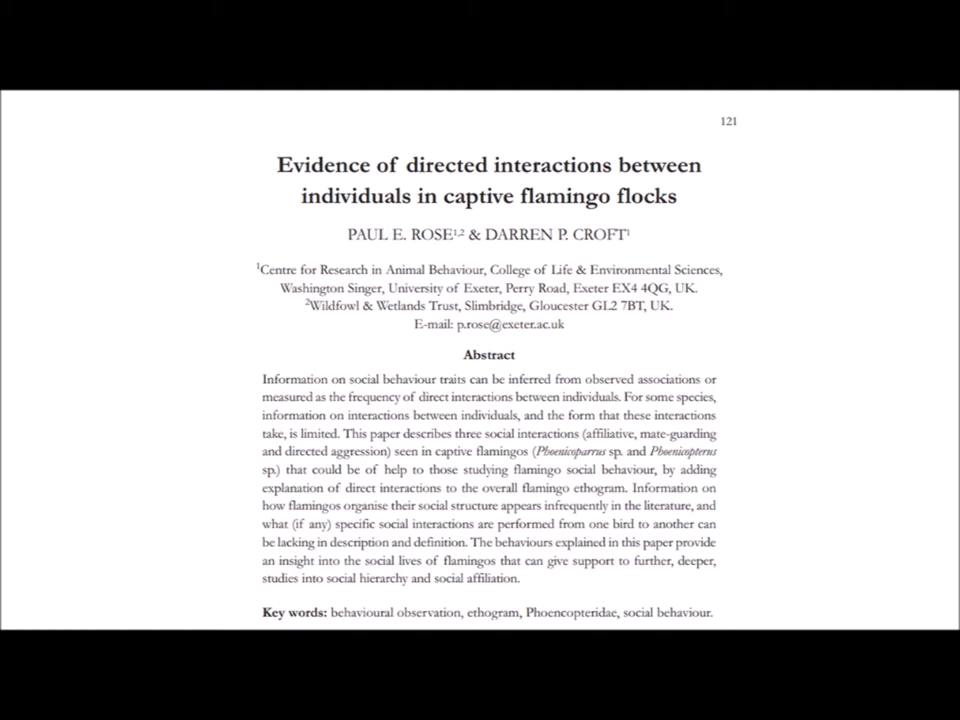 121
Evidence of directed interactions between
individuals in captive flamingo flocks
PAUL E. ROSE¹,² & DARREN P. CROFT¹
¹Centre for Research in Animal Behaviour, College of Life & Environmental Sciences,
Washington Singer, University of Exeter, Perry Road, Exeter EX4 4QG, UK.
²Wildfowl & Wetlands Trust, Slimbridge, Gloucester GL2 7BT, UK.
E-mail: p.rose@exeter.ac.uk
Abstract
Information on social behaviour traits can be inferred from observed associations or
measured as the frequency of direct interactions between individuals. For some species,
information on interactions between individuals, and the form that these interactions
take, is limited. This paper describes three social interactions (affiliative, mate-guarding
and directed aggression) seen in captive flamingos (Phoenicoparrus sp. and Phoenicopterus
sp.) that could be of help to those studying flamingo social behaviour, by adding
explanation of direct interactions to the overall flamingo ethogram. Information on
how flamingos organise their social structure appears infrequently in the literature, and
what (if any) specific social interactions are performed from one bird to another can
be lacking in description and definition. The behaviours explained in this paper provide
an insight into the social lives of flamingos that can give support to further, deeper,
studies into social hierarchy and social affiliation.
Key words: behavioural observation, ethogram, Phoencopteridae, social behaviour.